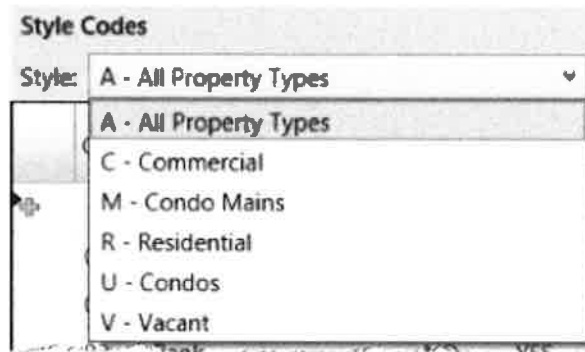 Style Codes
Style: A - All Property Types
A - All Property Types
C - Commercial
M - Condo Mains
R - Residential
U - Condos
V - Vacant